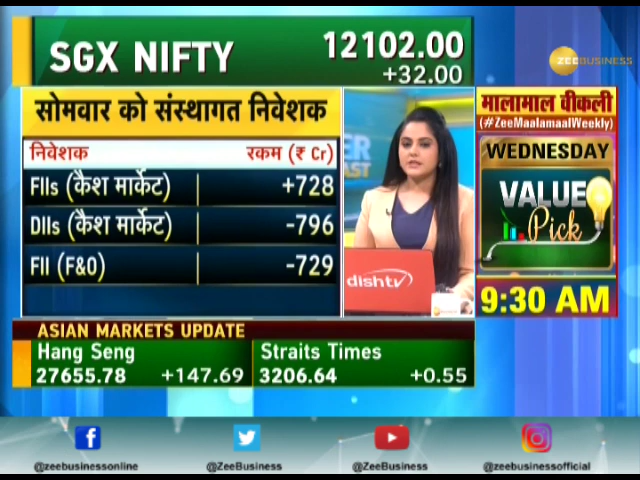 SGX NIFTY
12102.00
+32.00
ZEEBUSINESS
सोमवार को संस्थागत निवेशक
निवेशक रकम (₹ Cr)
FIIs (कैश मार्केट) +728
DIIs (कैश मार्केट) -796
FII (F&O) -729
dishtv
मालामाल वीकली
(#ZeeMaalamaalWeekly)
WEDNESDAY
VALUE
Pick
9:30 AM
ASIAN MARKETS UPDATE
Hang Seng
27655.78 +147.69
Straits Times
3206.64 +0.55
@zeebusinessonline
@ZeeBusiness
@ZeeBusiness
@zeebusinessofficial